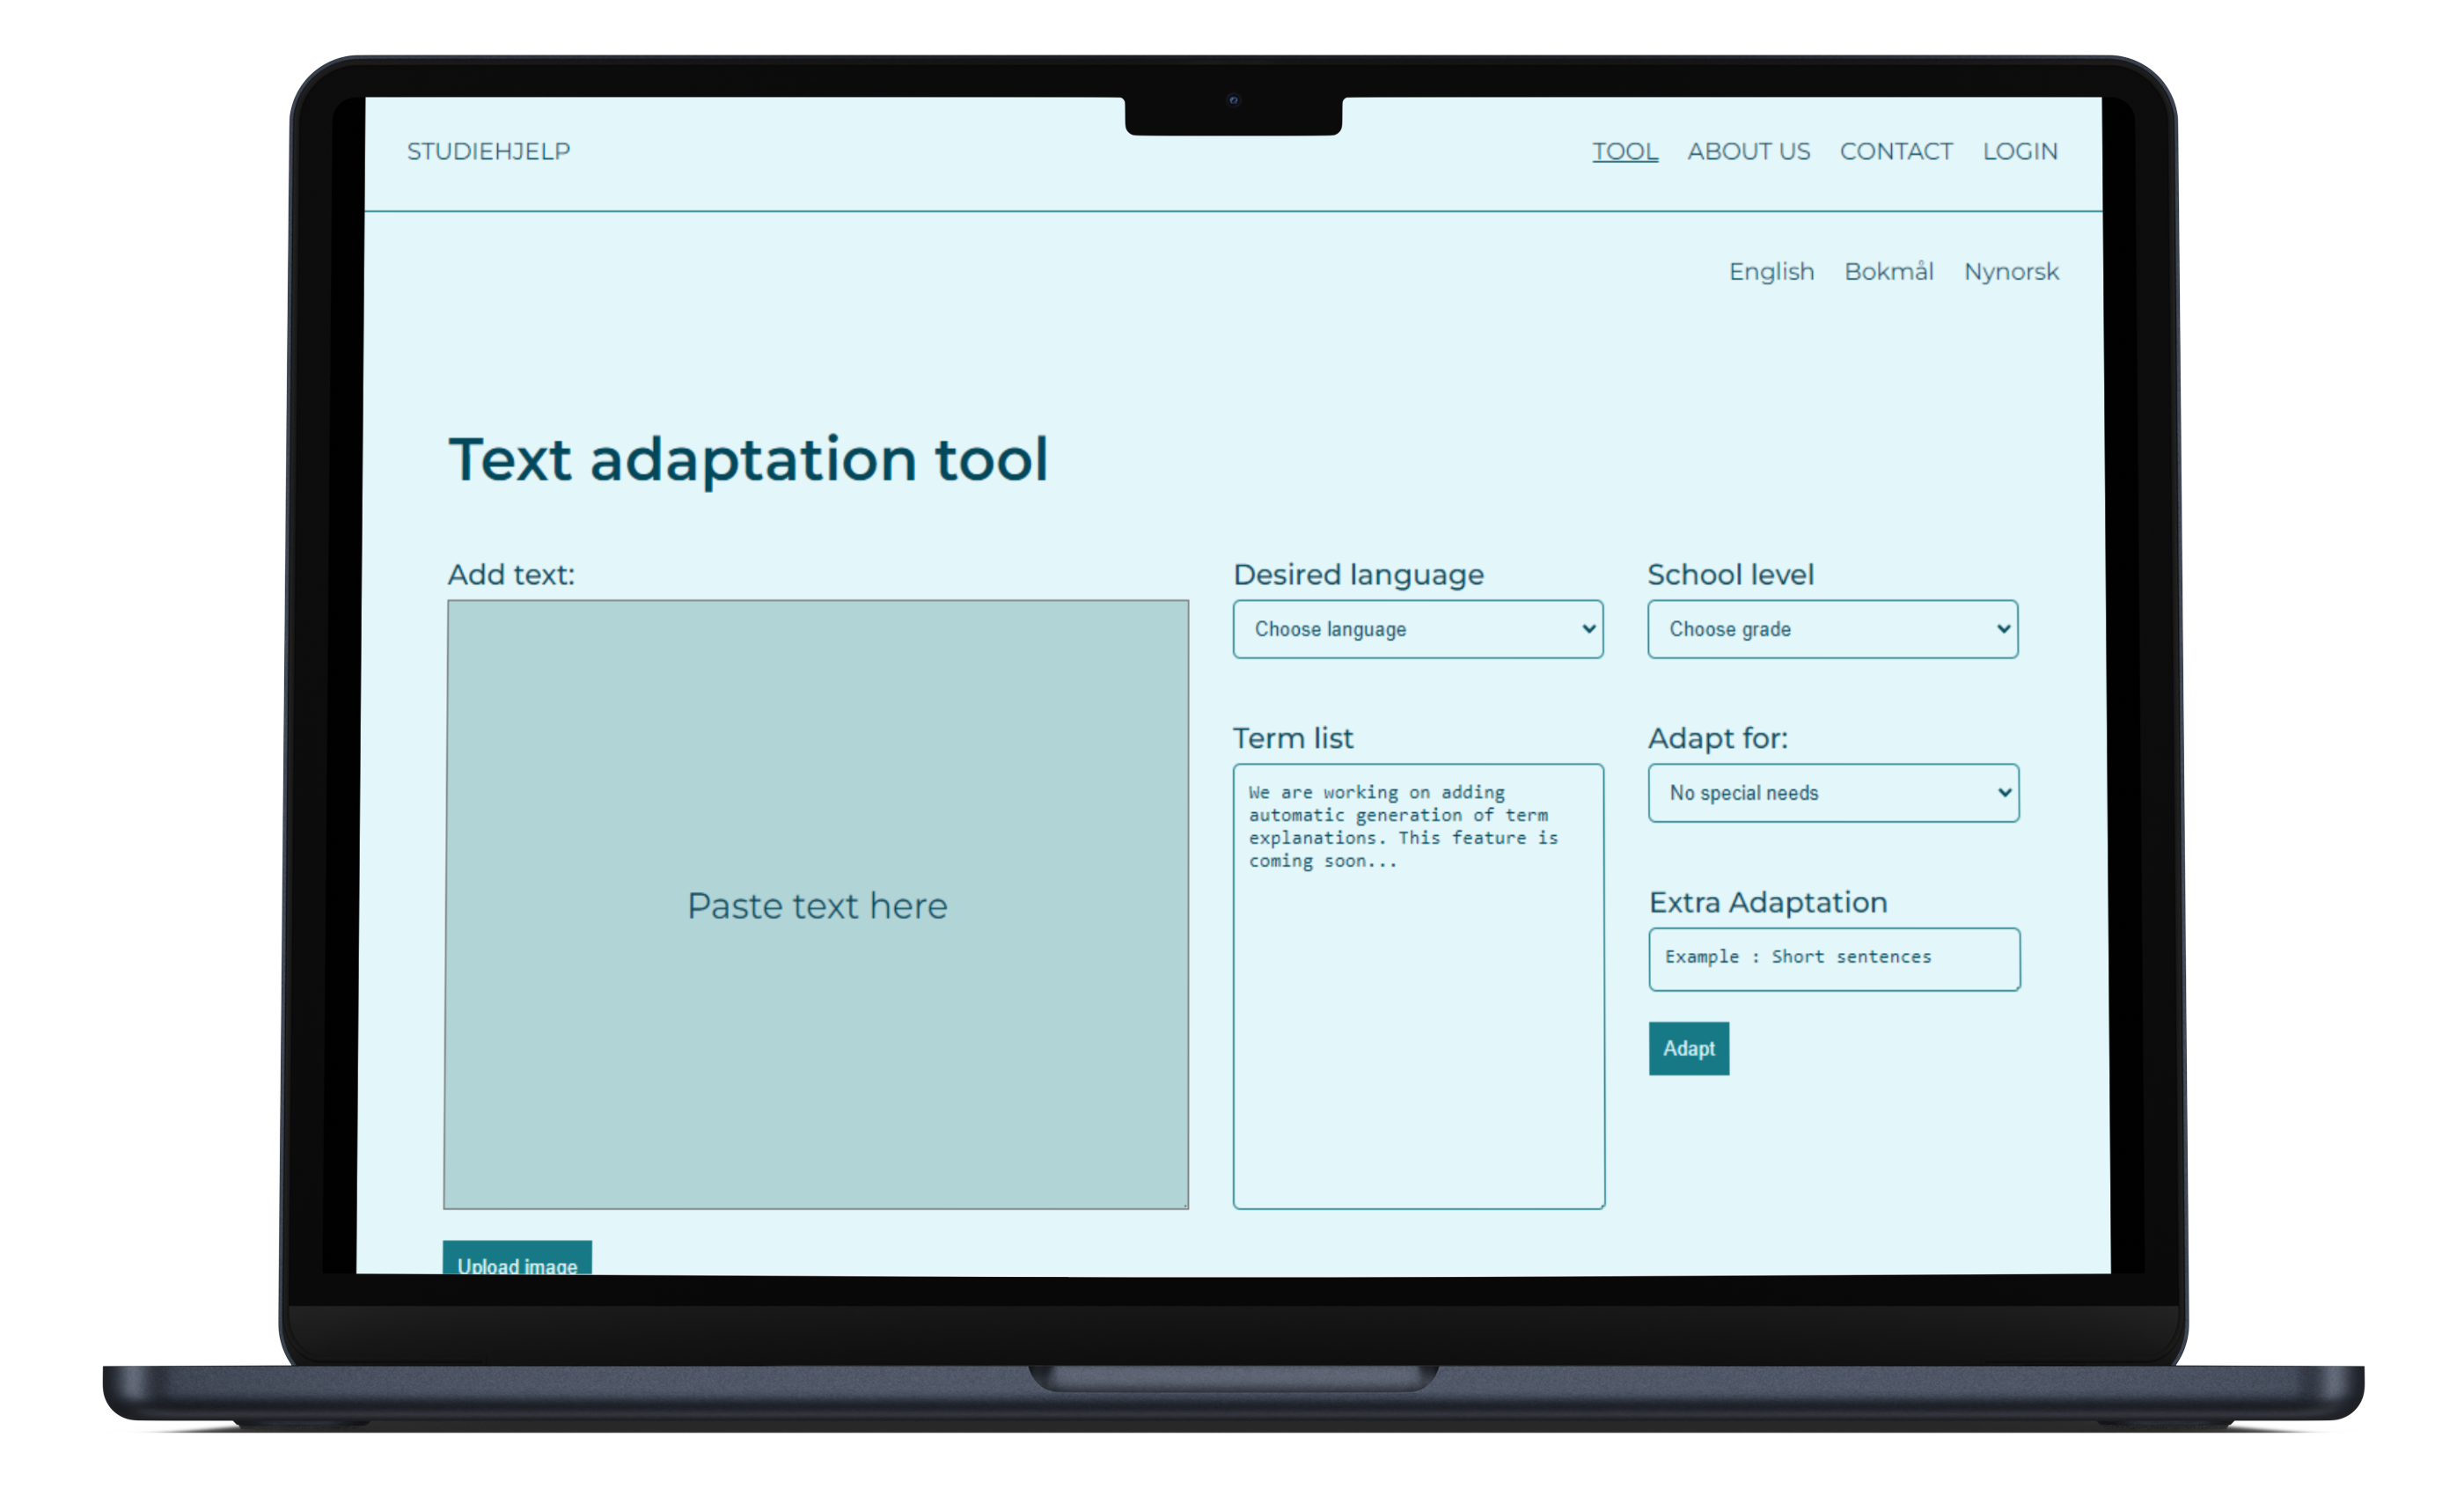 STUDIEHJELP
TOOL ABOUT US CONTACT LOGIN
English Bokmål Nynorsk
Text adaptation tool
Add text:
Paste text here
Upload image
Desired language
Choose language
Term list
We are working on adding
automatic generation of term
explanations. This feature is
coming soon...
School level
Choose grade
Adapt for:
No special needs
Extra Adaptation
Example : Short sentences
Adapt